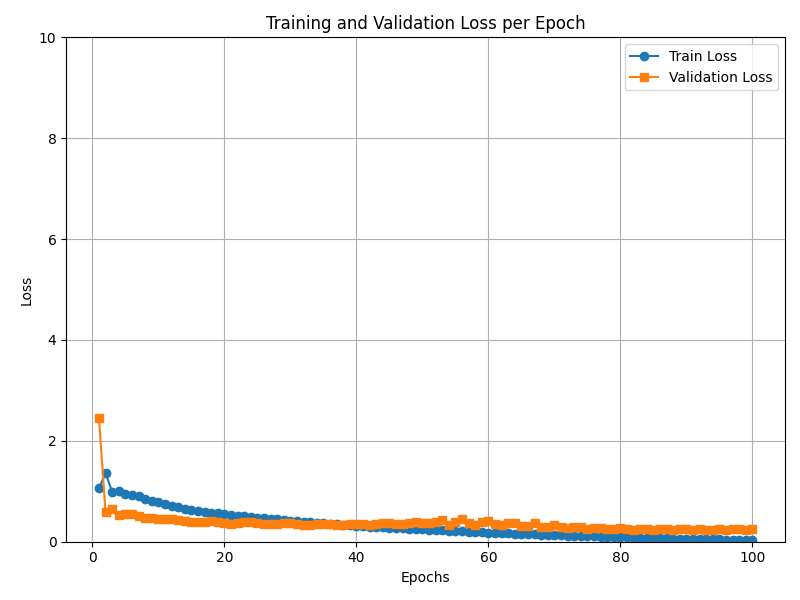 Training and Validation Loss per Epoch
Train Loss
Validation Loss
10
8
6
4
2
0
Loss
0 20 40 60 80 100
Epochs